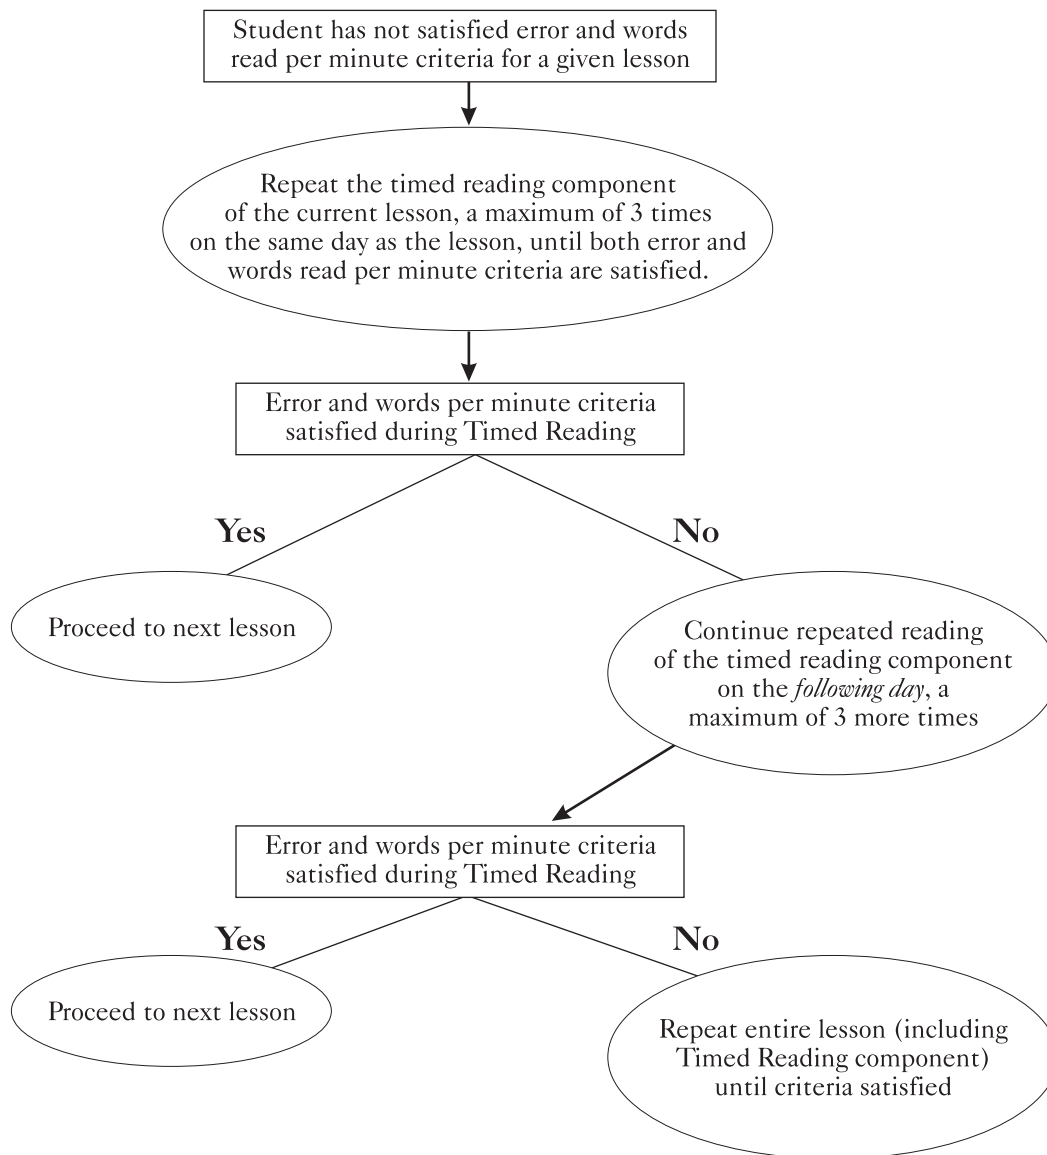 Student has not satisfied error and words
read per minute criteria for a given lesson
Repeat the timed reading component
of the current lesson, a maximum of 3 times
on the same day as the lesson, until both error and
words read per minute criteria are satisfied.
Error and words per minute criteria
satisfied during Timed Reading
Yes
No
Proceed to next lesson
Continue repeated reading
of the timed reading component
on the following day, a
maximum of 3 more times
Error and words per minute criteria
satisfied during Timed Reading
Yes
No
Proceed to next lesson
Repeat entire lesson (including
Timed Reading component)
until criteria satisfied